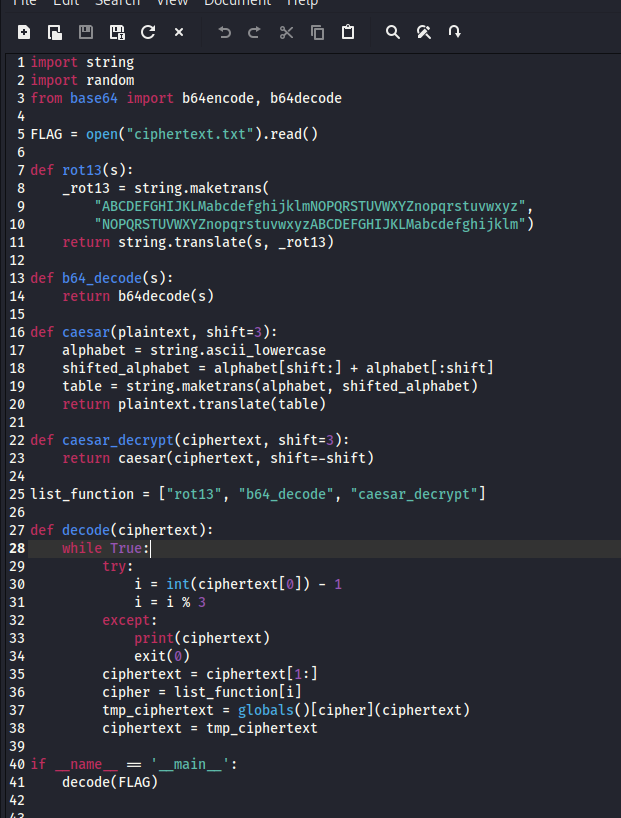 File Edit Search View Document Help
1 import string
2 import random
3 from base64 import b64encode, b64decode
4
5 FLAG = open("ciphertext.txt").read()
6
7 def rot13(s):
8     _rot13 = string.maketrans(
9         "ABCDEFGHIJKLMabcdefghijklmNOPQRSTUVWXYZnopqrstuvwxyz",
10         "NOPQRSTUVWXYZnopqrstuvwxyzABCDEFGHIJKLMabcdefghijklm")
11     return string.translate(s, _rot13)
12
13 def b64_decode(s):
14     return b64decode(s)
15
16 def caesar(plaintext, shift=3):
17     alphabet = string.ascii_lowercase
18     shifted_alphabet = alphabet[shift:] + alphabet[:shift]
19     table = string.maketrans(alphabet, shifted_alphabet)
20     return plaintext.translate(table)
21
22 def caesar_decrypt(ciphertext, shift=3):
23     return caesar(ciphertext, shift=-shift)
24
25 list_function = ["rot13", "b64_decode", "caesar_decrypt"]
26
27 def decode(ciphertext):
28     while True:
29          try:
30              i = int(ciphertext[0]) - 1
31              i = i % 3
32          except:
33              print(ciphertext)
34              exit(0)
35          ciphertext = ciphertext[1:]
36          cipher = list_function[i]
37          tmp_ciphertext = globals()[cipher](ciphertext)
38          ciphertext = tmp_ciphertext
39
40 if __name__ == '__main__':
41     decode(FLAG)
42
43